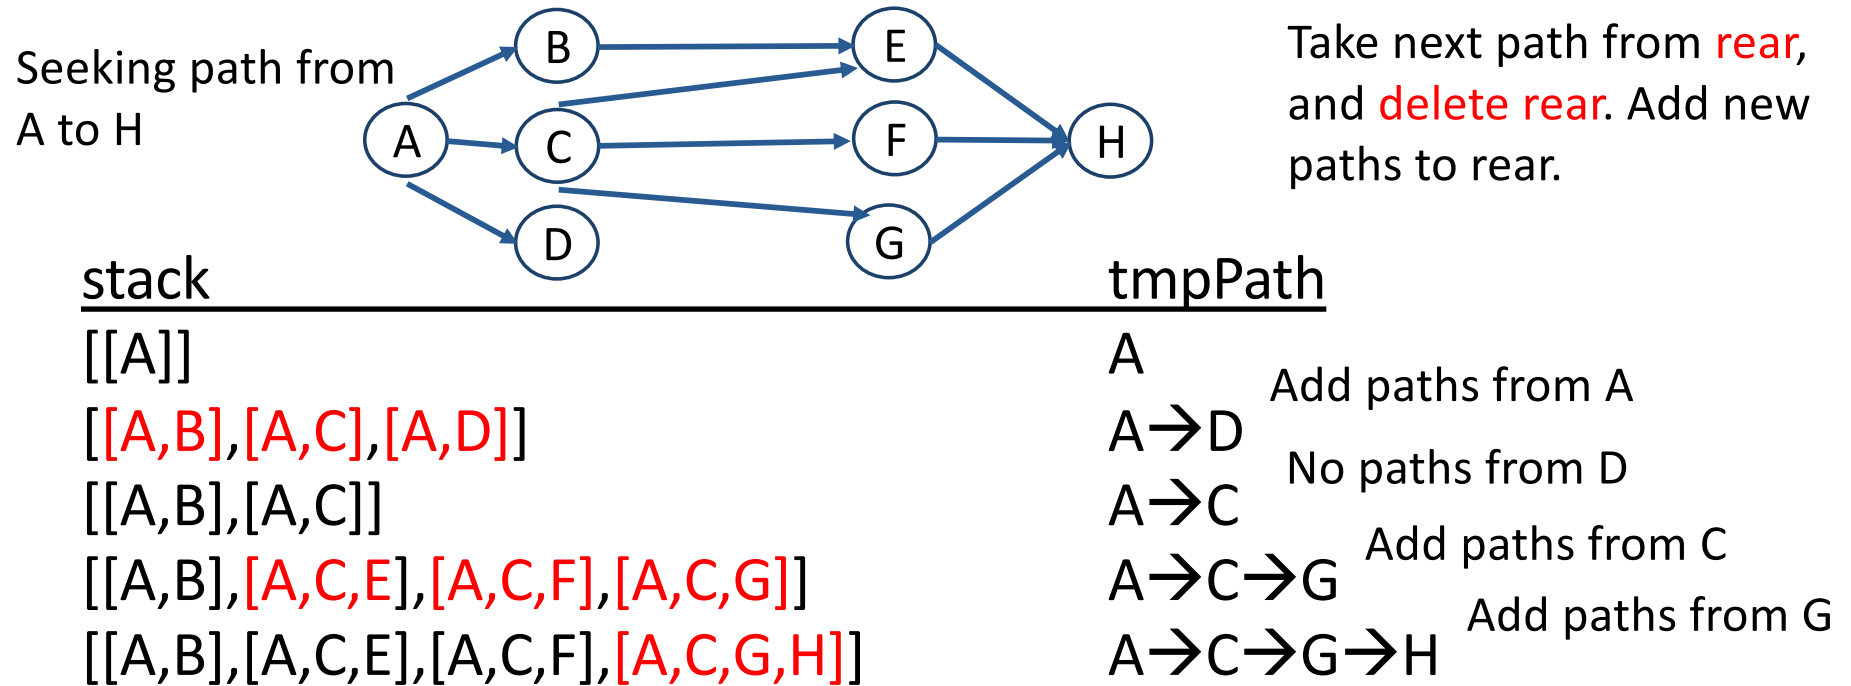 Seeking path from
A to H
B
E
A
C
F
H
D
G
Take next path from rear,
and delete rear. Add new
paths to rear.
stack tmpPath
[[A]] A
Add paths from A
[[A,B],[A,C],[A,D]] A→D
No paths from D
[[A,B],[A,C]] A→C
Add paths from C
[[A,B],[A,C,E],[A,C,F],[A,C,G]] A→C→G
Add paths from G
[[A,B],[A,C,E],[A,C,F],[A,C,G,H]] A→C→G→H